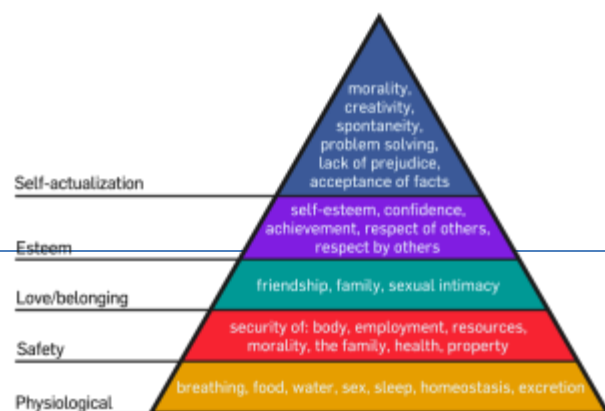 morality,
creativity,
spontaneity,
problem solving,
lack of prejudice,
acceptance of facts
Self-actualization
self-esteem, confidence,
achievement, respect of others,
respect by others
Esteem
friendship, family, sexual intimacy
Love/belonging
security of: body, employment, resources,
morality, the family, health, property
Safety
breathing, food, water, sex, sleep, homeostasis, excretion
Physiological